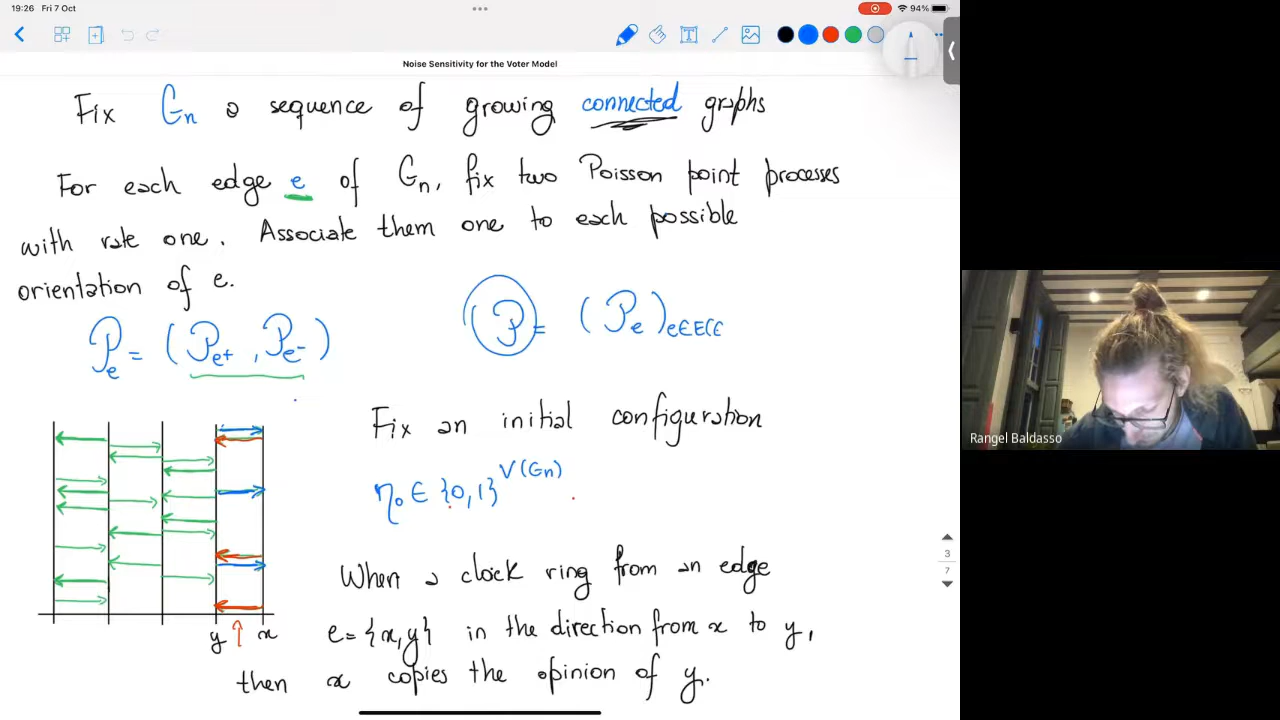 19:26 Fri 7 Oct
94%
Noise Sensitivity for the Voter Model
Fix Gn a sequence of growing connected graphs
For each edge e of Gn, fix two Poisson point processes
with rate one. Associate them one to each possible
orientation of e.
Pe = (Pe+, Pe-)
P = (Pe)e∈E(G
Fix an initial configuration
η0 ∈ {0,1}^V(Gn)
When a clock ring from an edge
e={x,y} in the direction from x to y,
then x copies the opinion of y.
y x
3
7
Rangel Baldasso